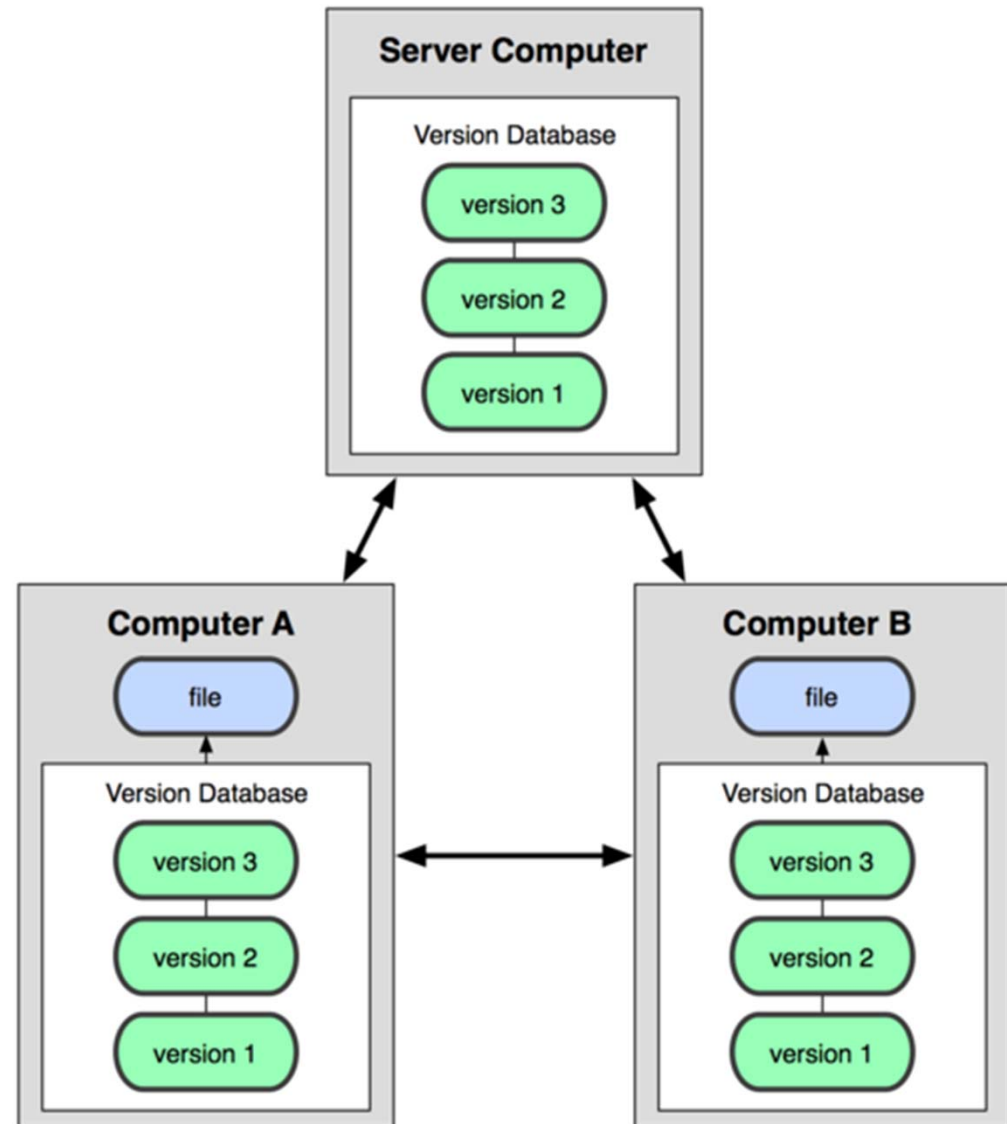 Server Computer
Version Database
version 3
version 2
version 1
Computer A
file
Version Database
version 3
version 2
version 1
Computer B
file
Version Database
version 3
version 2
version 1